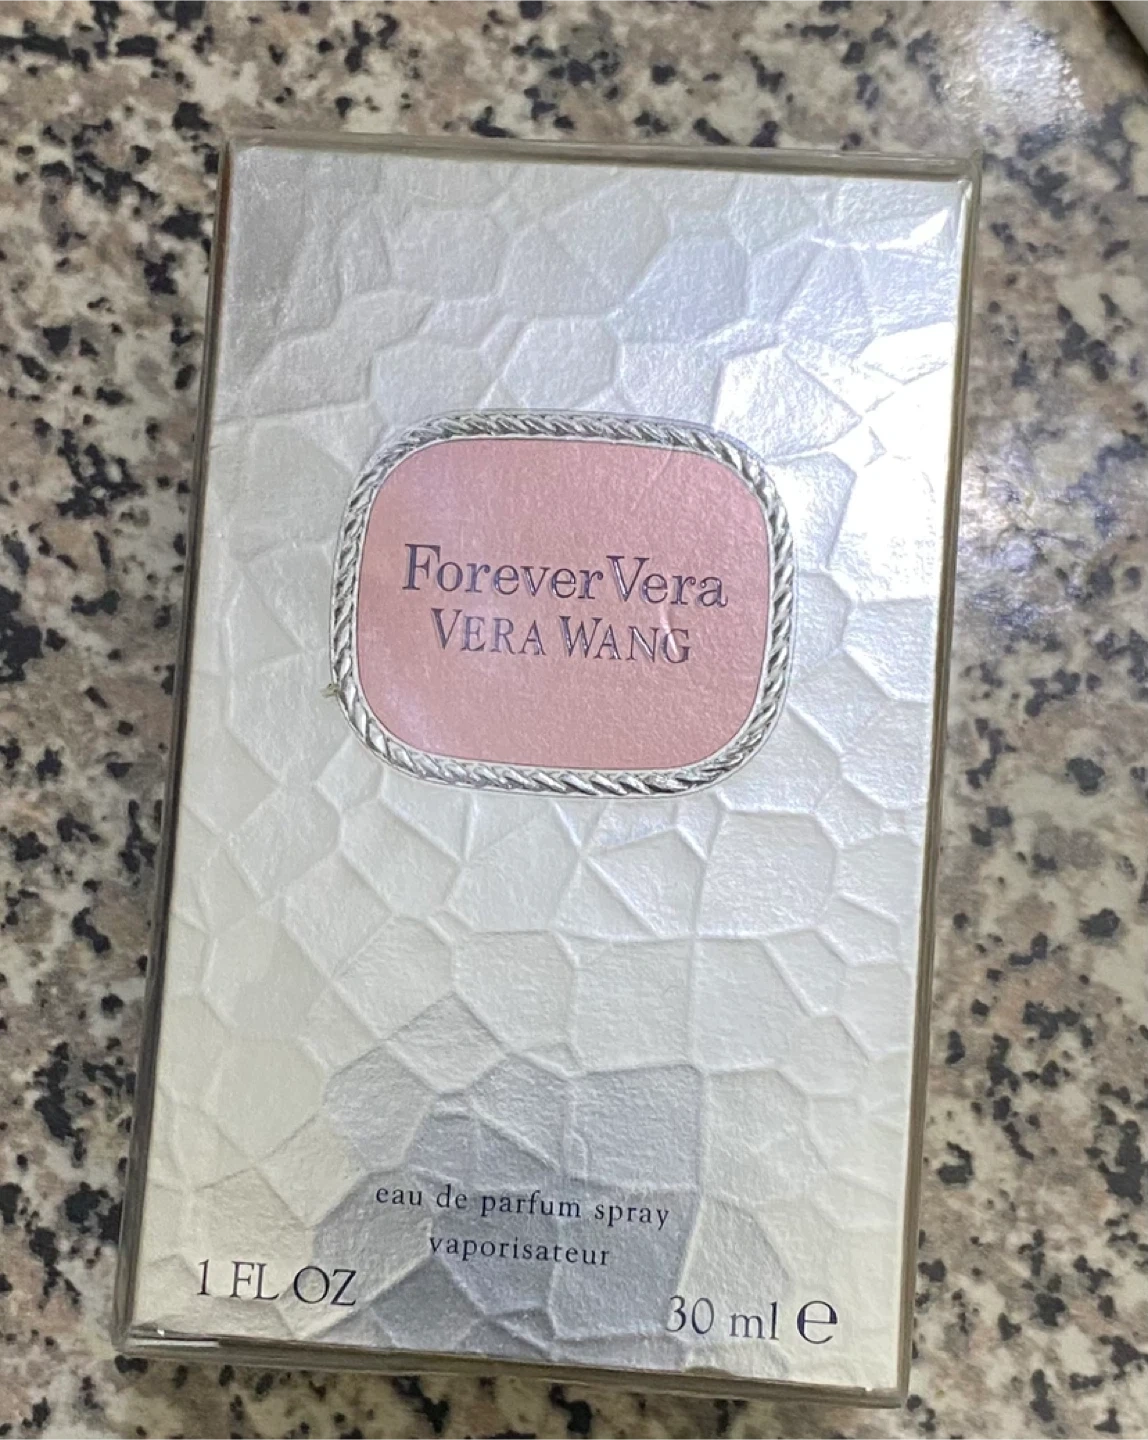 Forever Vera
VERA WANG
eau de parfum spray
vaporisateur
1 FL OZ
30 ml ℮